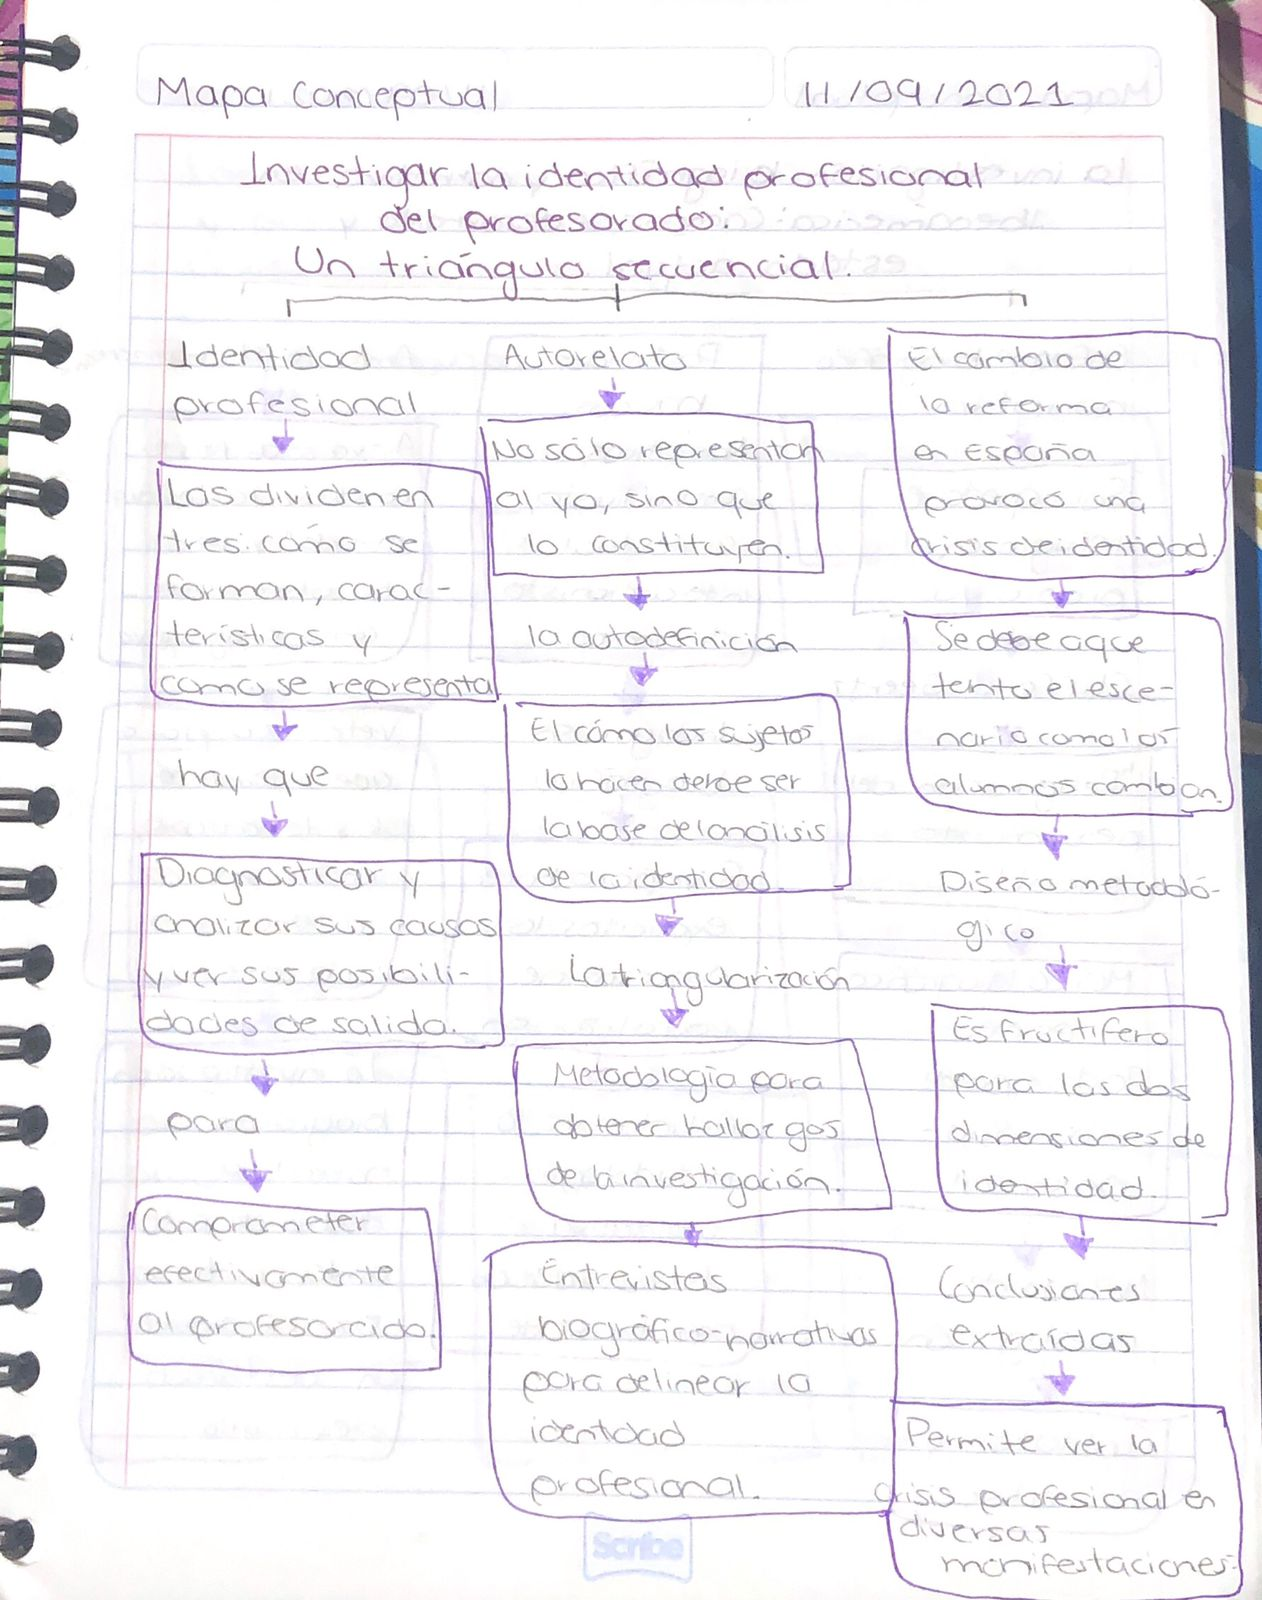 Mapa Conceptual
11/09/2021
Investigar la identidad profesional
del profesorado:
Un triángulo secuencial.
Identidad
profesional
Las dividen en
tres: cómo se
forman, carac-
terísticas y
como se representa
hay que
Diagnosticar y
analizar sus causas
y ver sus posibili-
dades de salida.
para
Comprometer
efectivamente
al profesorado.
Autorelato
No sólo representan
al yo, sino que
lo constituyen.
la autodefinición
El cómo los sujetos
la hacen debe ser
la base del análisis
de la identidad
La triangularización
Metodología para
obtener hallazgos
de la investigación.
Entrevistas
biográfico-narrativas
para delinear la
identidad
profesional.
El cambio de
la reforma
en España
provocó una
crisis de identidad.
Se debe a que
tanto el esce-
nario como los
alumnos cambian.
Diseño metodoló-
gico
Es fructífero
para las dos
dimensiones de
identidad.
Conclusiones
extraídas
Permite ver la
crisis profesional en
diversas
manifestaciones.
Scribe